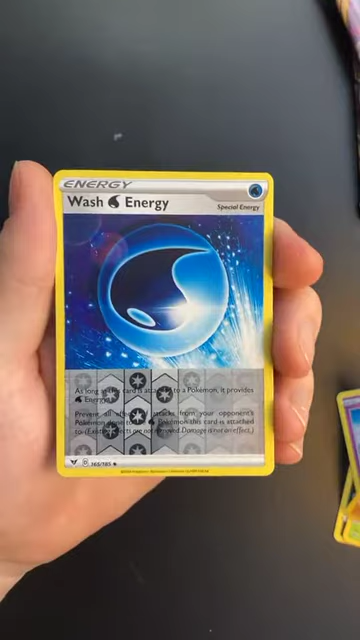 ENERGY
Wash Energy
Special Energy
As long as this card is attached to a Pokémon, it provides
Energy.
Prevent all effects of attacks from your opponent's
Pokémon done to the Pokémon this card is attached
to. (Existing effects are not removed. Damage is not an effect.)
D 165/185